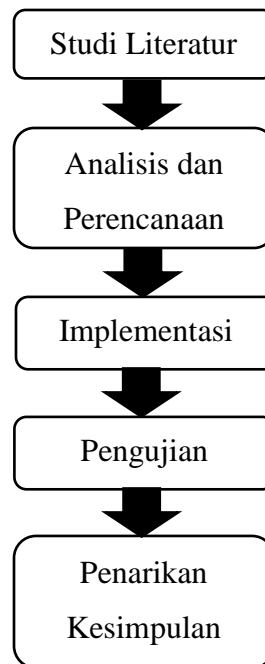 Studi Literatur
Analisis dan
Perencanaan
Implementasi
Pengujian
Penarikan
Kesimpulan